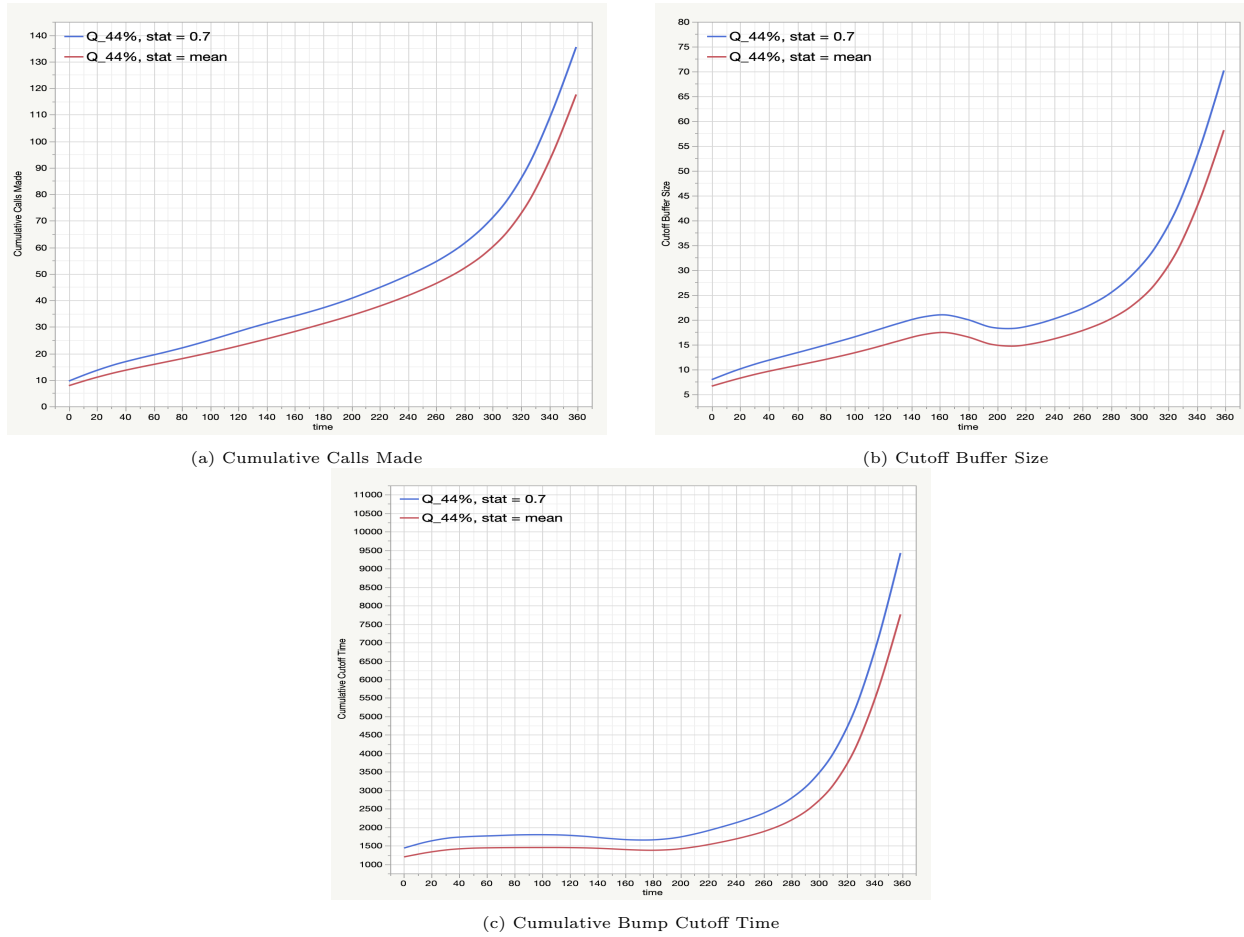 Q_44%, stat = 0.7
Q_44%, stat = mean
140
130
120
110
100
90
80
70
60
50
40
30
20
10
0
Cumulative Calls Made
0 20 40 60 80 100 120 140 160 180 200 220 240 260 280 300 320 340 360
time
(a) Cumulative Calls Made
Q_44%, stat = 0.7
Q_44%, stat = mean
80
75
70
65
60
55
50
45
40
35
30
25
20
15
10
5
Cutoff Buffer Size
0 20 40 60 80 100 120 140 160 180 200 220 240 260 280 300 320 340 360
time
(b) Cutoff Buffer Size
Q_44%, stat = 0.7
Q_44%, stat = mean
11000
10500
10000
9500
9000
8500
8000
7500
7000
6500
6000
5500
5000
4500
4000
3500
3000
2500
2000
1500
1000
Cumulative Cutoff Time
0 20 40 60 80 100 120 140 160 180 200 220 240 260 280 300 320 340 360
time
(c) Cumulative Bump Cutoff Time